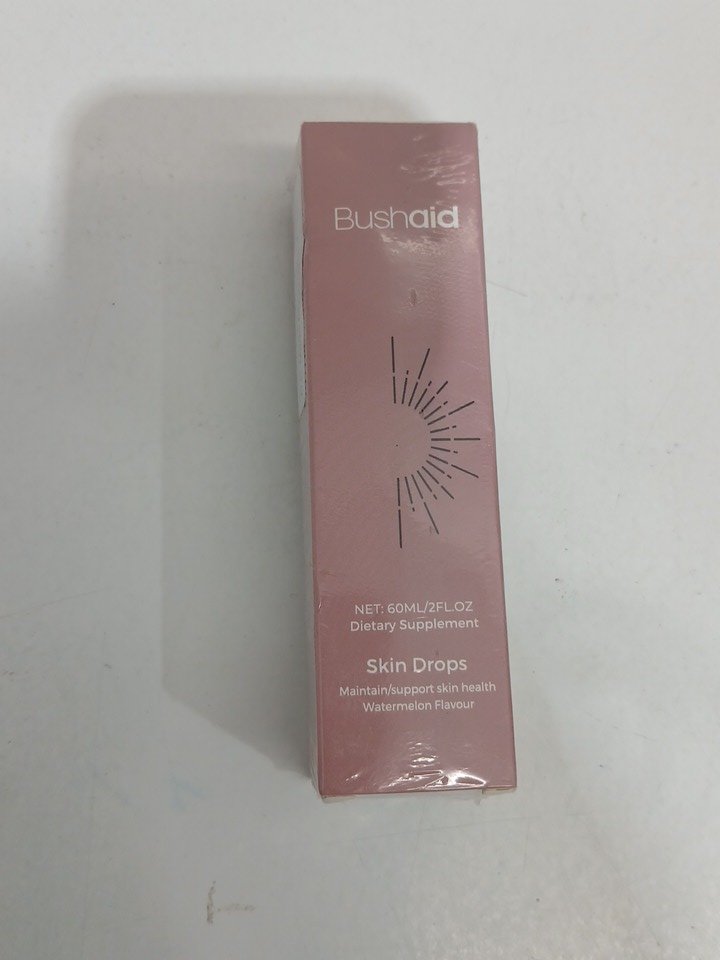 Bushaid
NET: 60ML/2FL.OZ
Dietary Supplement
Skin Drops
Maintain/support skin health
Watermelon Flavour